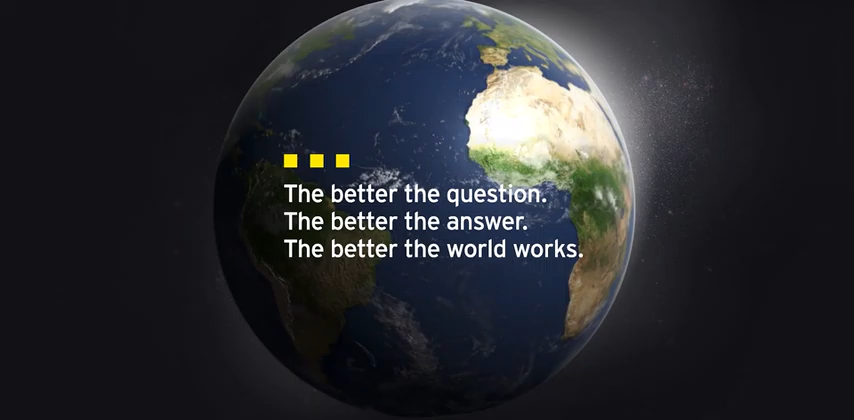 The better the question.
The better the answer.
The better the world works.